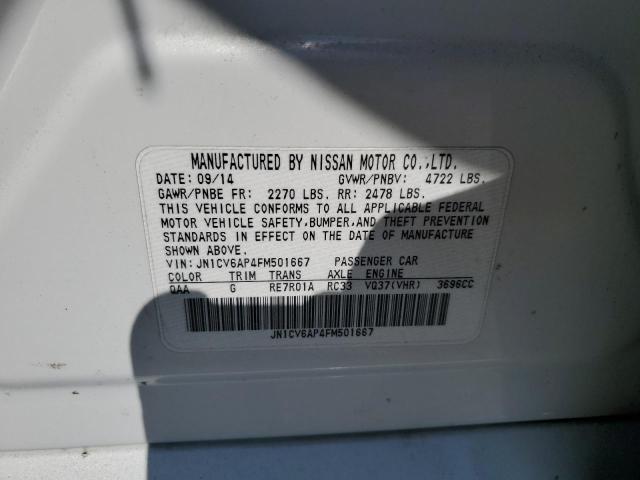 MANUFACTURED BY NISSAN MOTOR CO.,LTD.
DATE: 09/14 GVWR/PNBV: 4722 LBS.
GAWR/PNBE FR: 2270 LBS. RR: 2478 LBS.
THIS VEHICLE CONFORMS TO ALL APPLICABLE FEDERAL
MOTOR VEHICLE SAFETY,BUMPER,AND THEFT PREVENTION
STANDARDS IN EFFECT ON THE DATE OF MANUFACTURE
SHOWN ABOVE.
VIN: JN1CV6AP4FM501667 PASSENGER CAR
COLOR TRIM TRANS AXLE ENGINE
QAA G RE7R01A RC33 VQ37(VHR) 3696CC
JN1CV6AP4FM501667